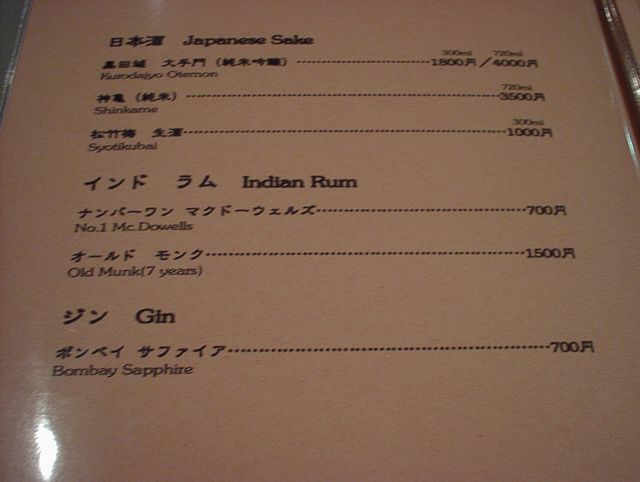 日本酒 Japanese Sake
300ml 720ml
黒田城 大手門 (純米吟醸) 1800円/4000円
Kurodajyo Otemon
720ml
神亀 (純米) 3500円
Shinkame
300ml
松竹梅 生酒 1000円
Syotikubai
インド ラム Indian Rum
ナンバーワン マクドーウェルズ 700円
No.1 Mc.Dowells
オールド モンク 1500円
Old Munk(7 years)
ジン Gin
ボンベイ サファイア 700円
Bombay Sapphire